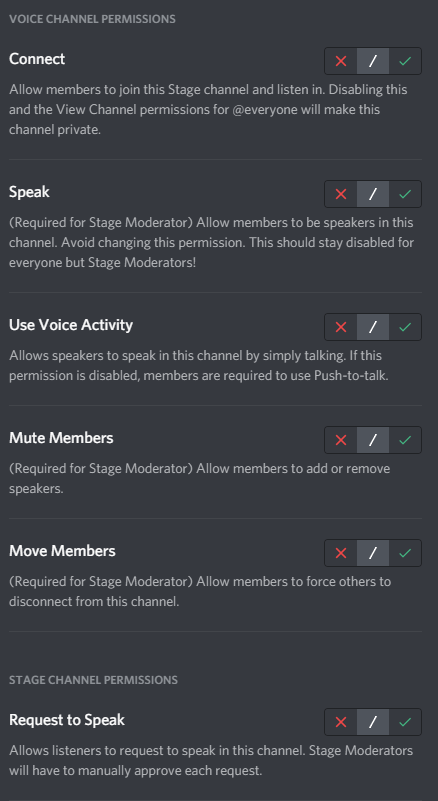 VOICE CHANNEL PERMISSIONS
Connect
Allow members to join this Stage channel and listen in. Disabling this
and the View Channel permissions for @everyone will make this
channel private.
Speak
(Required for Stage Moderator) Allow members to be speakers in this
channel. Avoid changing this permission. This should stay disabled for
everyone but Stage Moderators!
Use Voice Activity
Allows speakers to speak in this channel by simply talking. If this
permission is disabled, members are required to use Push-to-talk.
Mute Members
(Required for Stage Moderator) Allow members to add or remove
speakers.
Move Members
(Required for Stage Moderator) Allow members to force others to
disconnect from this channel.
STAGE CHANNEL PERMISSIONS
Request to Speak
Allows listeners to request to speak in this channel. Stage Moderators
will have to manually approve each request.